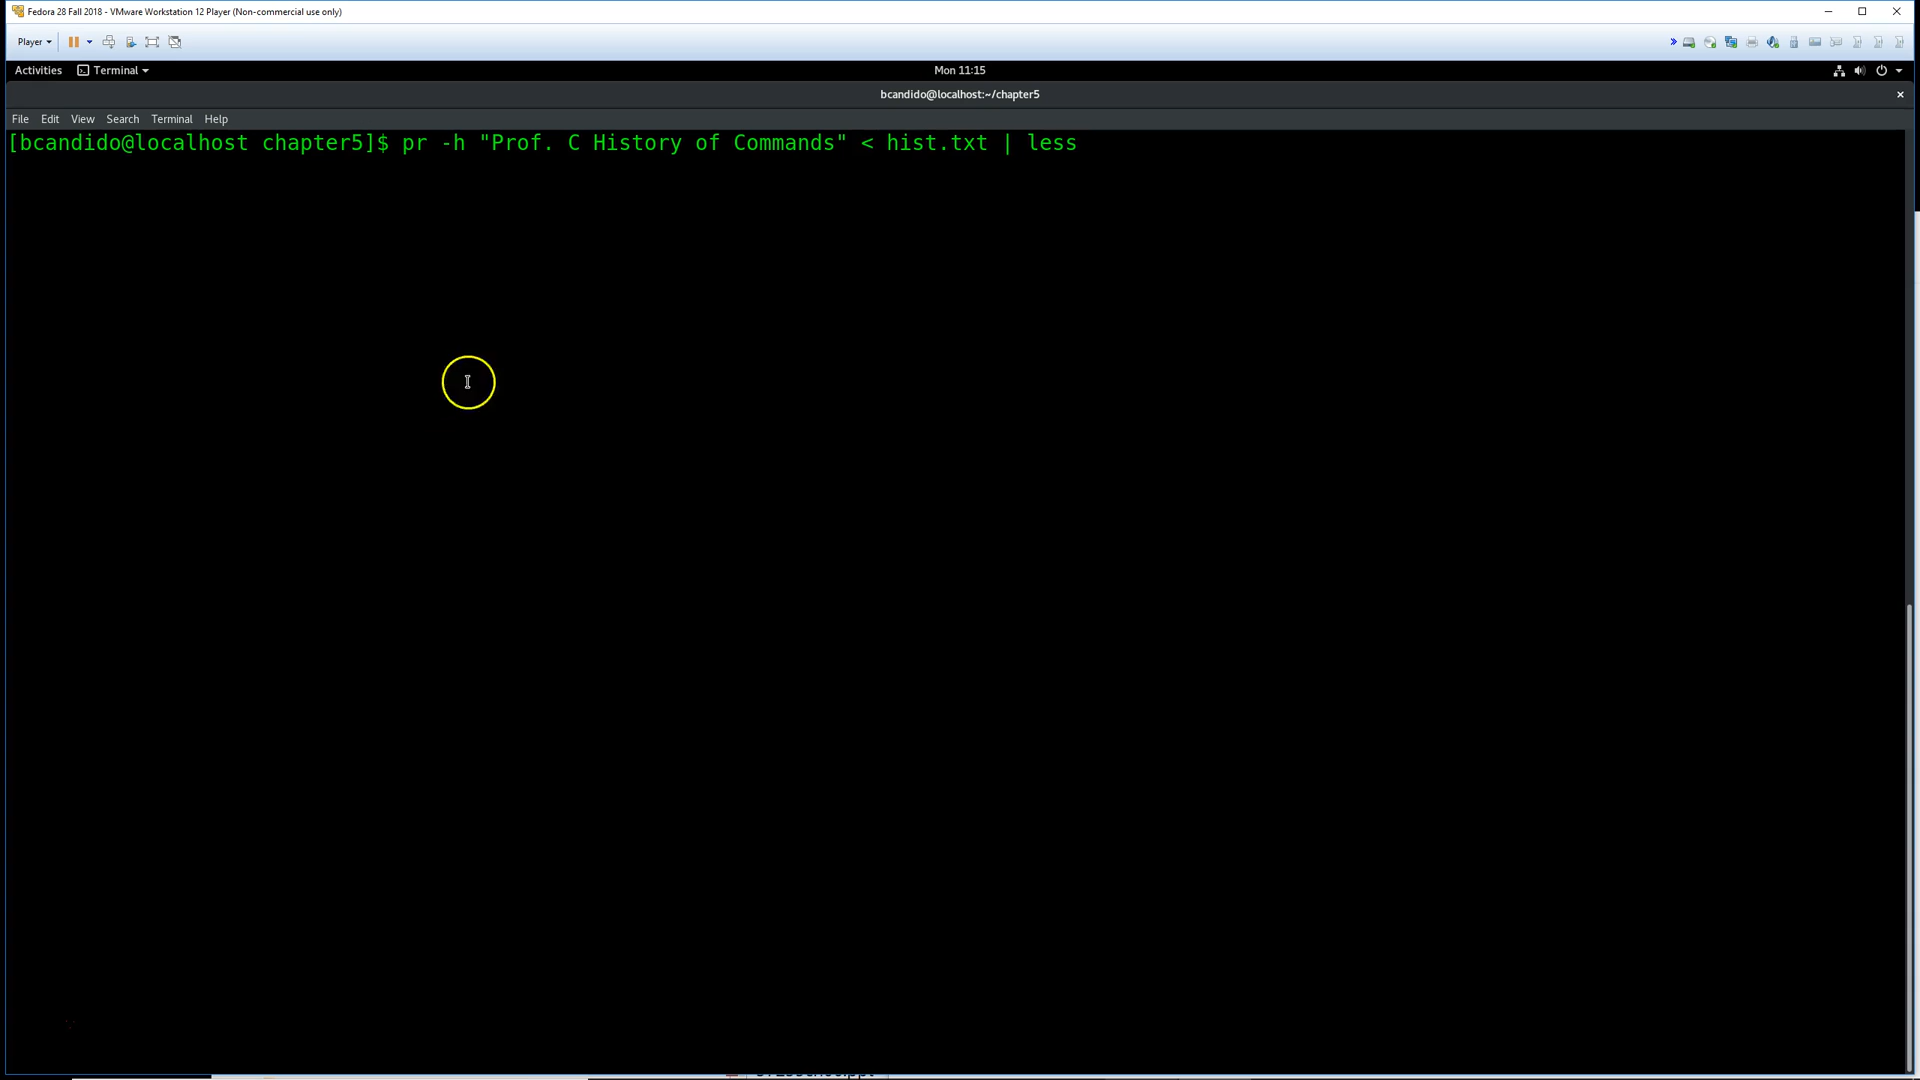 Fedora 28 Fall 2018 - VMware Workstation 12 Player (Non-commercial use only)
Player
Activities Terminal Mon 11:15
bcandido@localhost:~/chapter5
File Edit View Search Terminal Help
[bcandido@localhost chapter5]$ pr -h "Prof. C History of Commands" < hist.txt | less